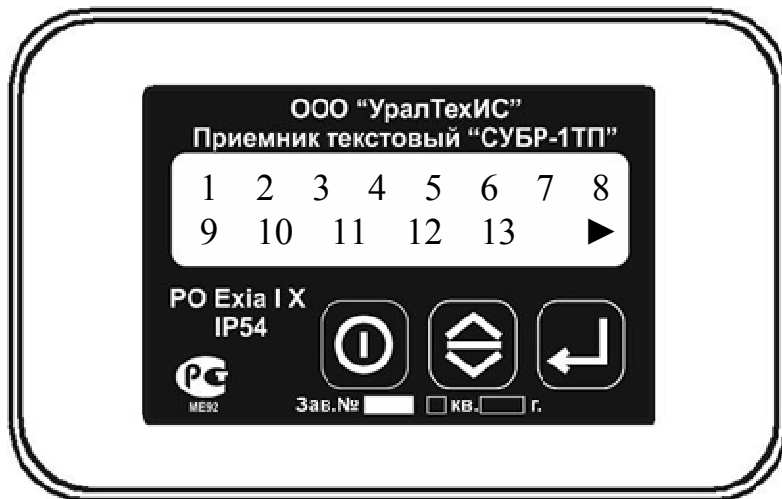 ООО “УралТехИС”
Приемник текстовый “СУБР-1ТП”
1 2 3 4 5 6 7 8
9 10 11 12 13 ►
РО Exia I X
IP54
РСТ
МЕ92
Зав.№ кв. г.